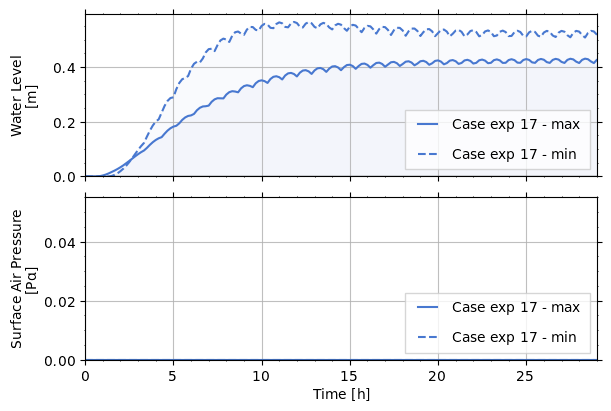 Water Level
[m]
0.4
0.2
0.0
Case exp 17 - max
Case exp 17 - min
Surface Air Pressure
[Pa]
0.04
0.02
0.00
Case exp 17 - max
Case exp 17 - min
0 5 10 15 20 25
Time [h]